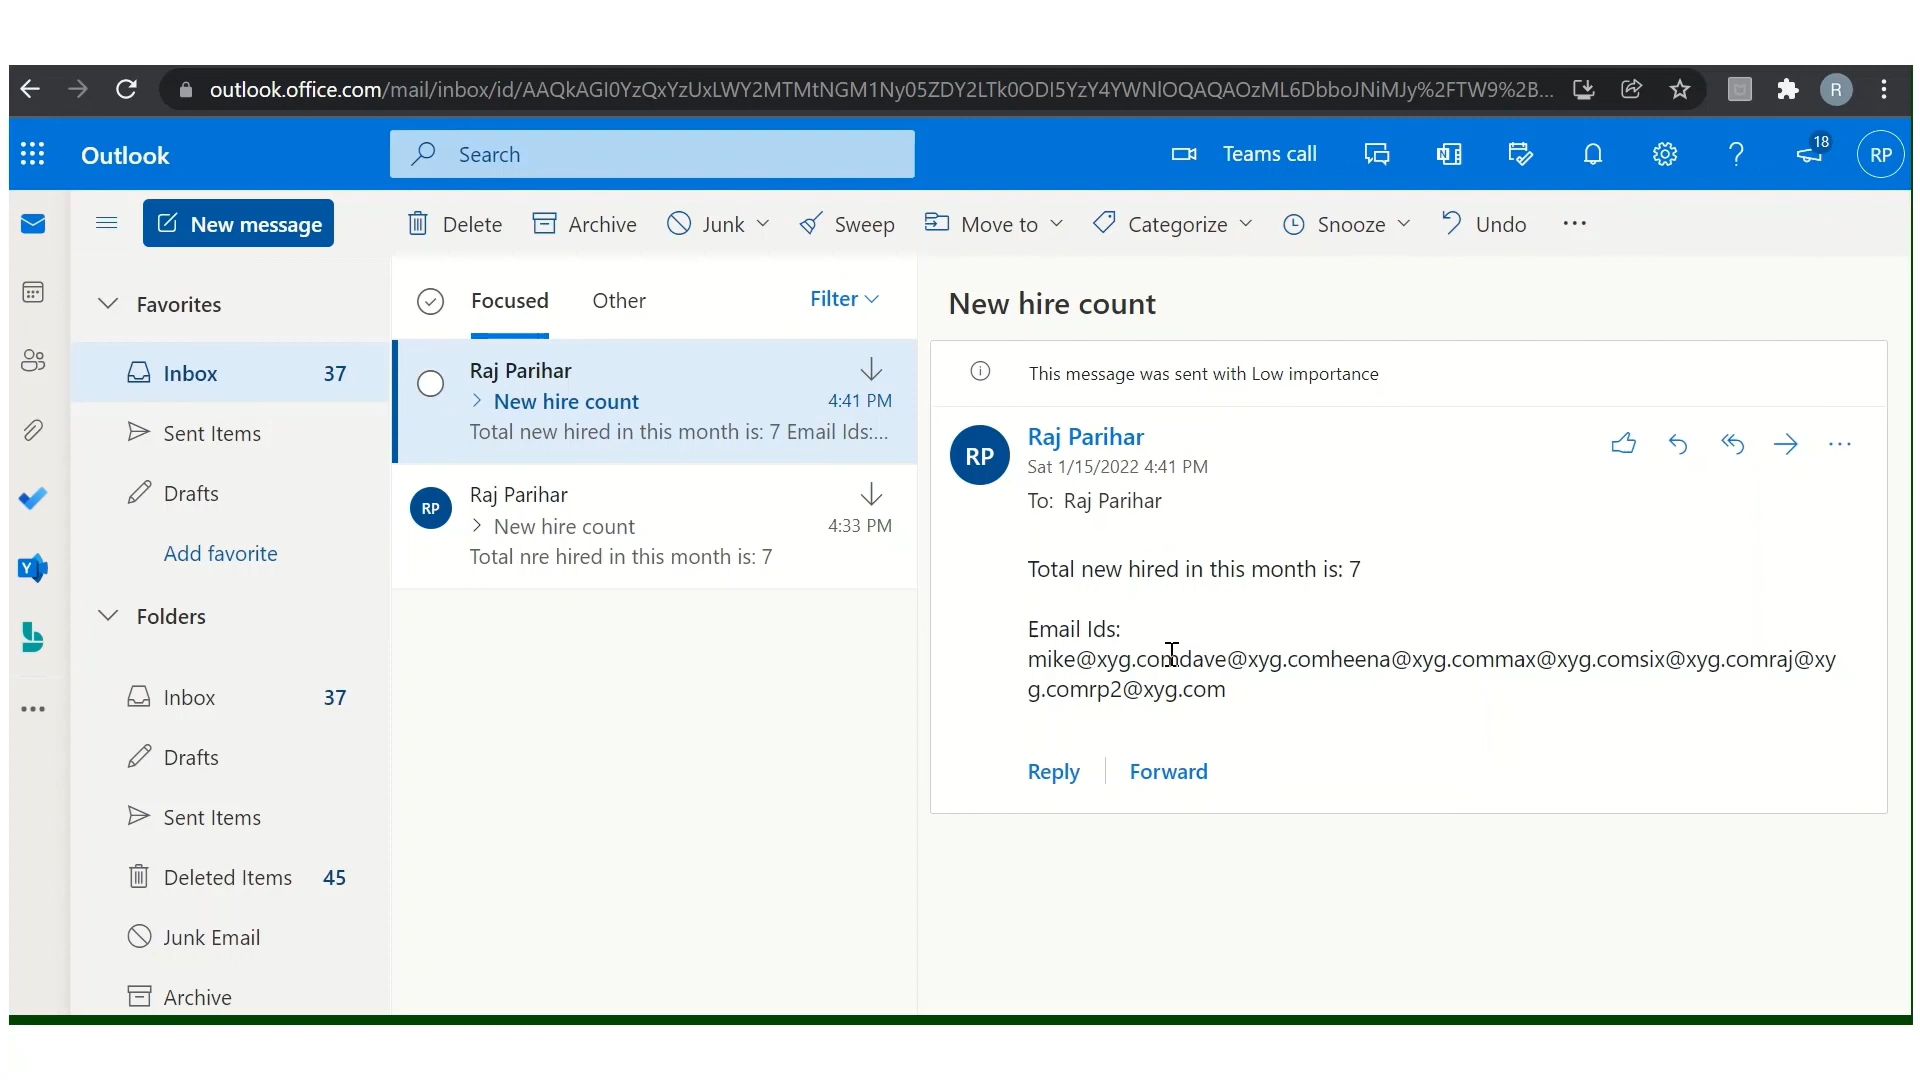 outlook.office.com/mail/inbox/id/AAQkAGI0YzQxYzUxLWY2MTMtNGM1Ny05ZDY2LTk0ODI5YzY4YWNlOQAQAOzML6DbboJNiMJy%2FTW9%2B...
R
Outlook
Search
Teams call
18
RP
New message
Delete
Archive
Junk
Sweep
Move to
Categorize
Snooze
Undo
Favorites
Inbox 37
Sent Items
Drafts
Add favorite
Folders
Inbox 37
Drafts
Sent Items
Deleted Items 45
Junk Email
Archive
Focused
Other
Filter
Raj Parihar
New hire count 4:41 PM
Total new hired in this month is: 7 Email Ids:...
RP
Raj Parihar
New hire count 4:33 PM
Total nre hired in this month is: 7
New hire count
This message was sent with Low importance
RP
Raj Parihar
Sat 1/15/2022 4:41 PM
To: Raj Parihar
Total new hired in this month is: 7
Email Ids:
mike@xyg.comdave@xyg.comheena@xyg.commax@xyg.comsix@xyg.comraj@xy
g.comrp2@xyg.com
Reply
Forward